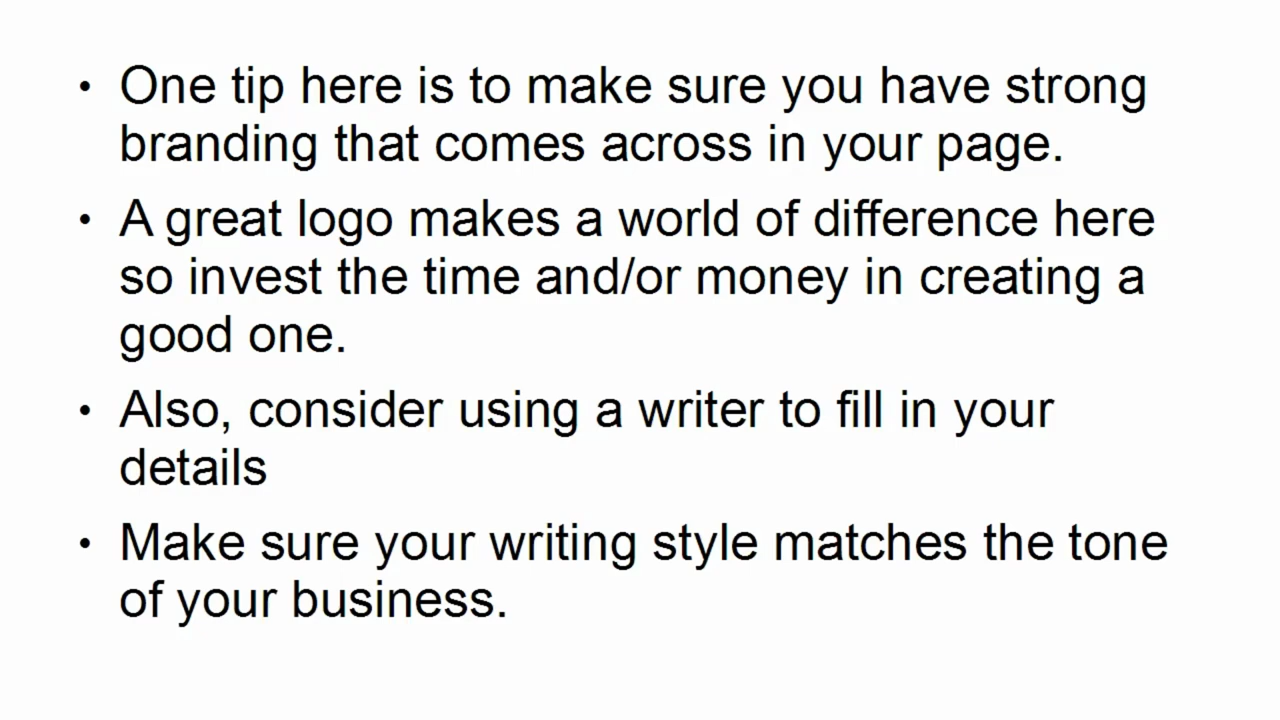 • One tip here is to make sure you have strong
branding that comes across in your page.
• A great logo makes a world of difference here
so invest the time and/or money in creating a
good one.
• Also, consider using a writer to fill in your
details
• Make sure your writing style matches the tone
of your business.